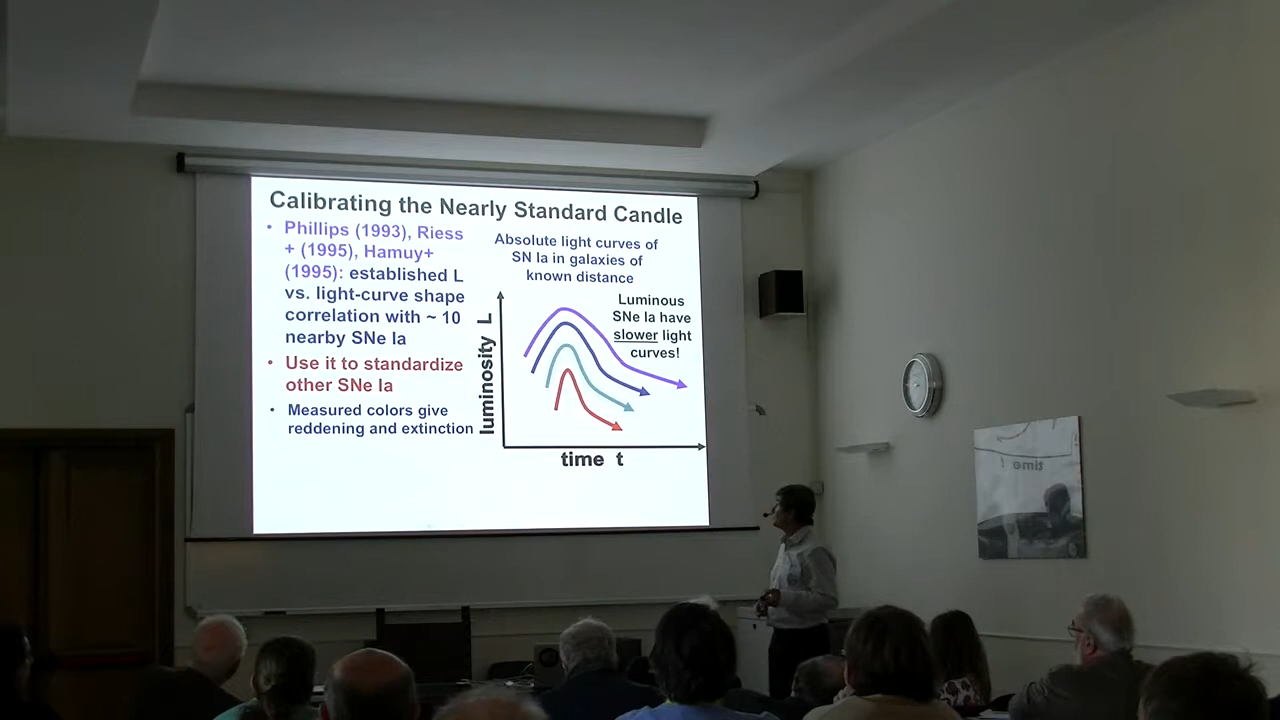 Calibrating the Nearly Standard Candle
• Phillips (1993), Riess
+ (1995), Hamuy+
(1995): established L
vs. light-curve shape
correlation with ~ 10
nearby SNe Ia
• Use it to standardize
other SNe Ia
• Measured colors give
reddening and extinction
Absolute light curves of
SN Ia in galaxies of
known distance
Luminous
SNe Ia have
slower light
curves!
luminosity L
time t
time